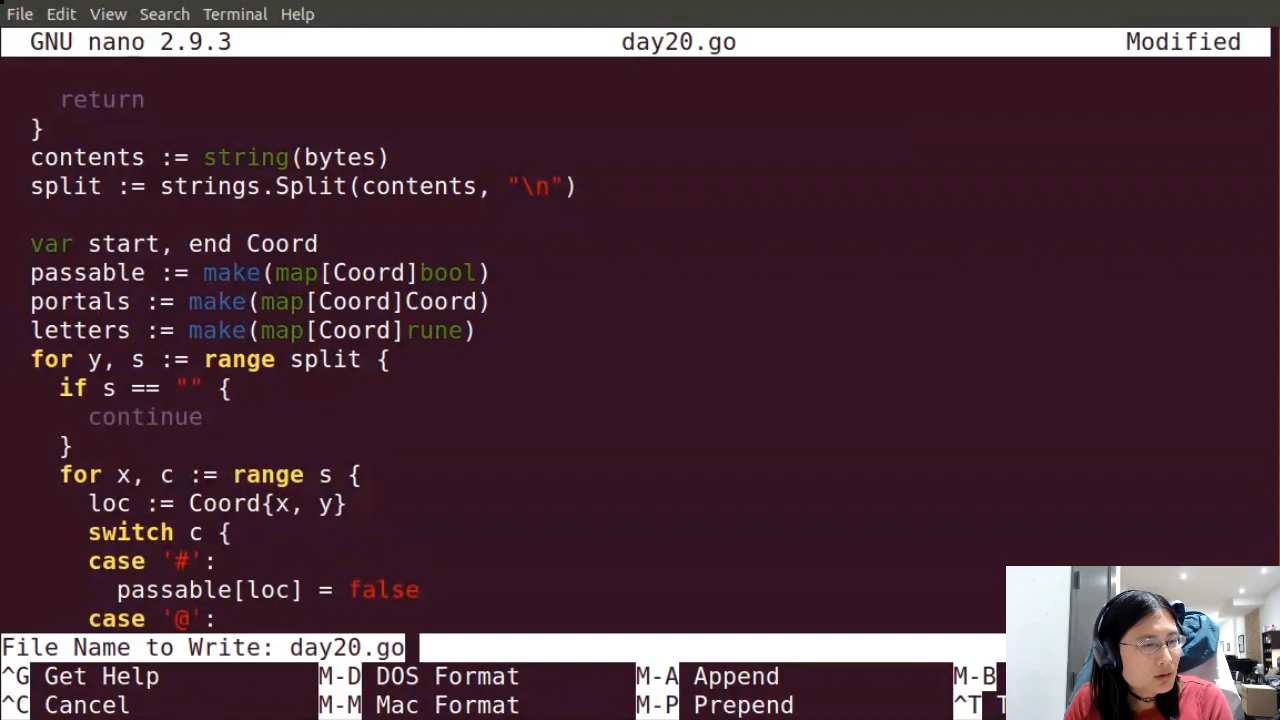 File Edit View Search Terminal Help
GNU nano 2.9.3 day20.go Modified
return
}
contents := string(bytes)
split := strings.Split(contents, "\n")
var start, end Coord
passable := make(map[Coord]bool)
portals := make(map[Coord]Coord)
letters := make(map[Coord]rune)
for y, s := range split {
if s == "" {
continue
}
for x, c := range s {
loc := Coord{x, y}
switch c {
case '#':
passable[loc] = false
case '@':
File Name to Write: day20.go
^G Get Help M-D DOS Format M-A Append M-B
^C Cancel M-M Mac Format M-P Prepend ^T